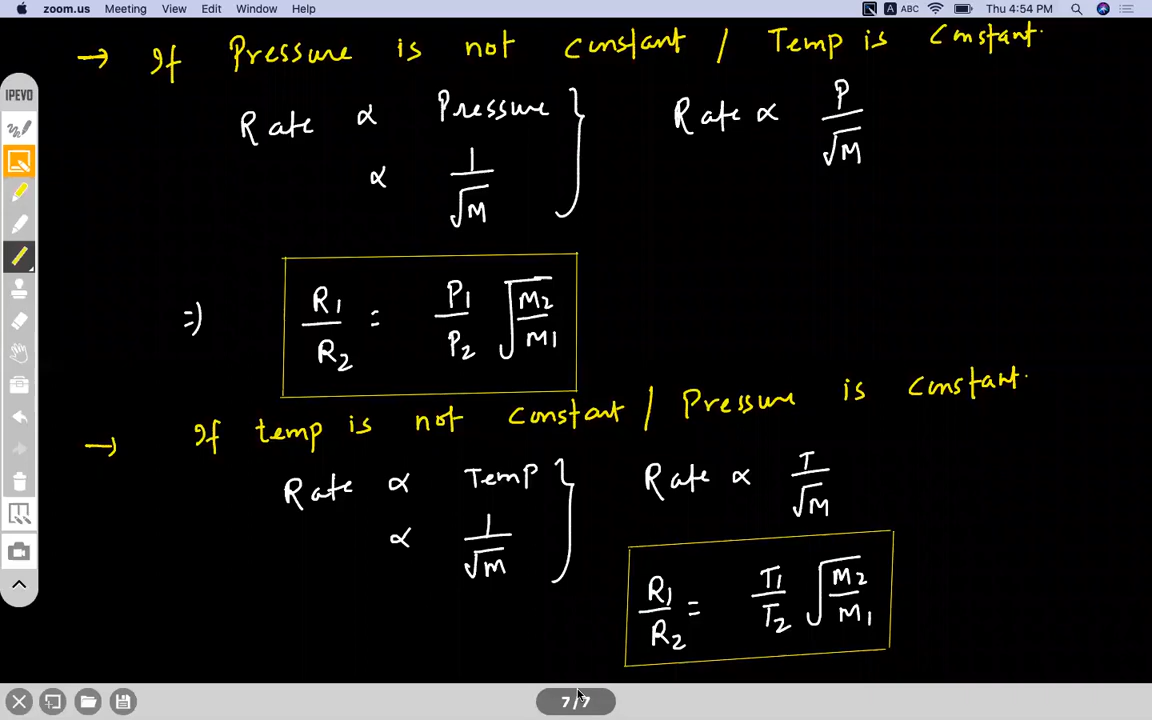 zoom.us Meeting View Edit Window Help ABC Thu 4:54 PM
→ If Pressure is not Constant / Temp is Constant.
IPEVO
Rate ∝ Pressure } Rate ∝ P/√M
∝ 1/√M
=) R1/R2 = P1/P2 √M2/M1
→ If temp is not Constant / Pressure is Constant.
Rate ∝ Temp } Rate ∝ T/√M
∝ 1/√M
R1/R2 = T1/T2 √M2/M1
7/7